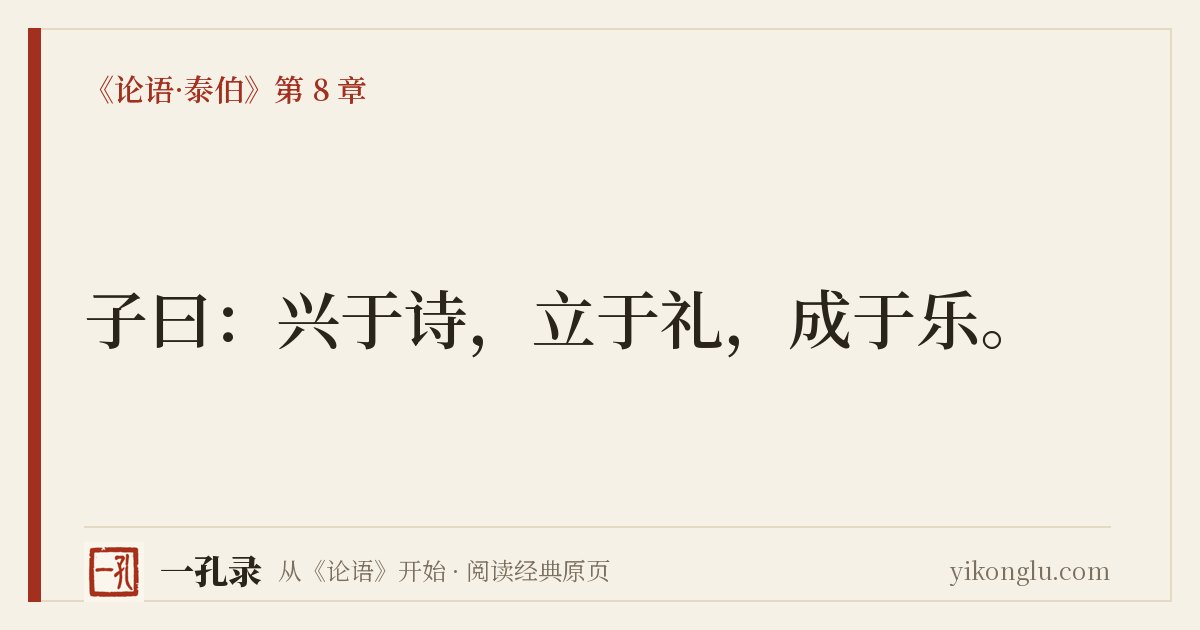 《论语·泰伯》第 8 章
子曰：兴于诗，立于礼，成于乐。
一孔
一孔录 从《论语》开始 · 阅读经典原页 yikonglu.com